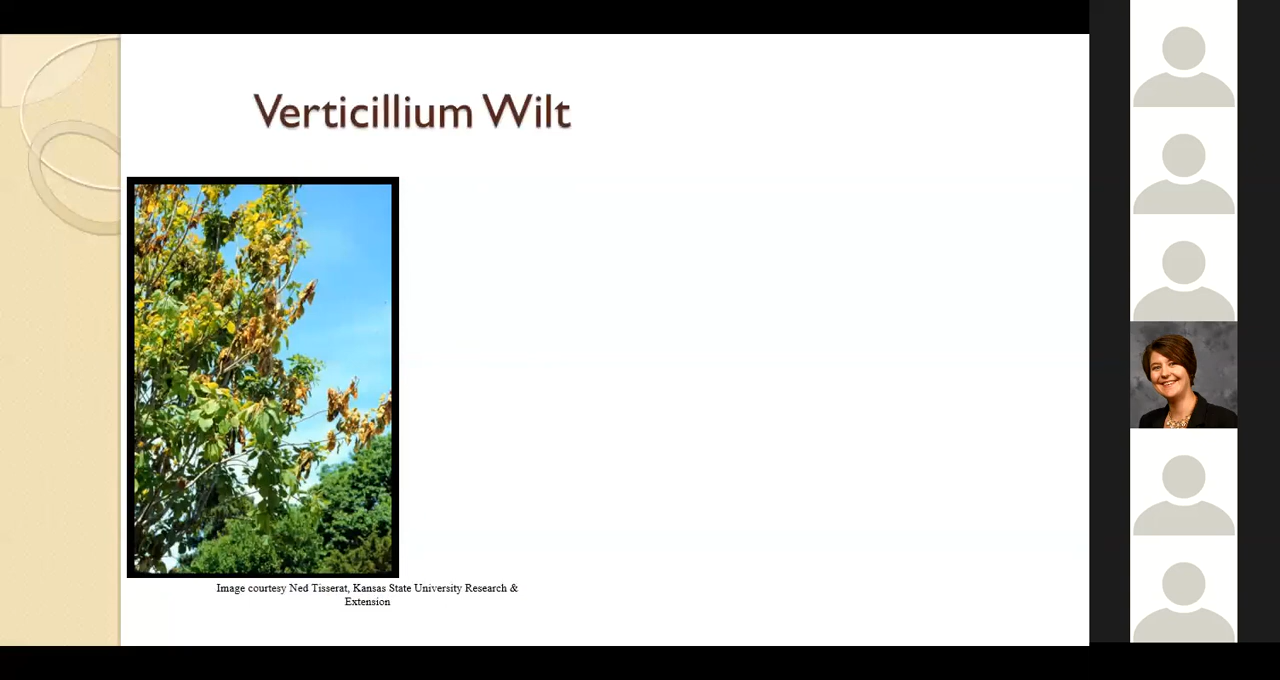 Verticillium Wilt
Image courtesy Ned Tisserat, Kansas State University Research &
Extension